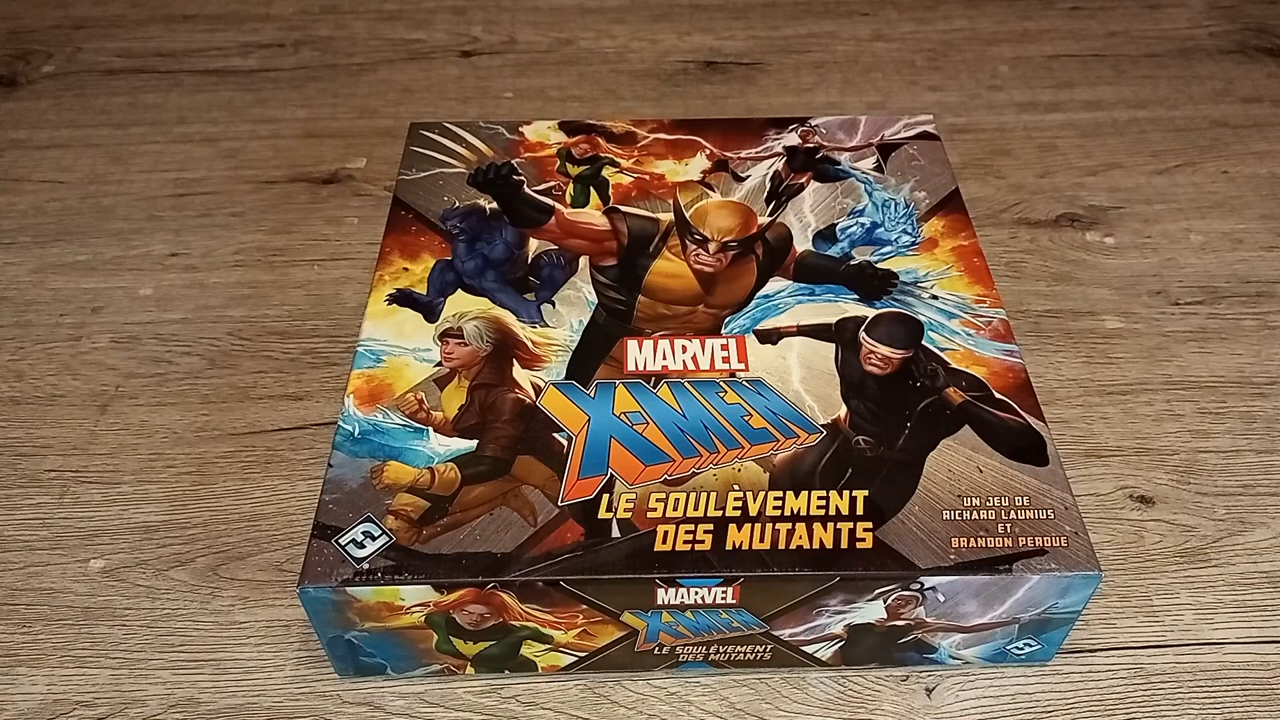 MARVEL
X-MEN
LE SOULÈVEMENT
DES MUTANTS
UN JEU DE
RICHARD LAUNIUS
ET
BRANDON PERDUE
MARVEL
X-MEN
LE SOULÈVEMENT
DES MUTANTS